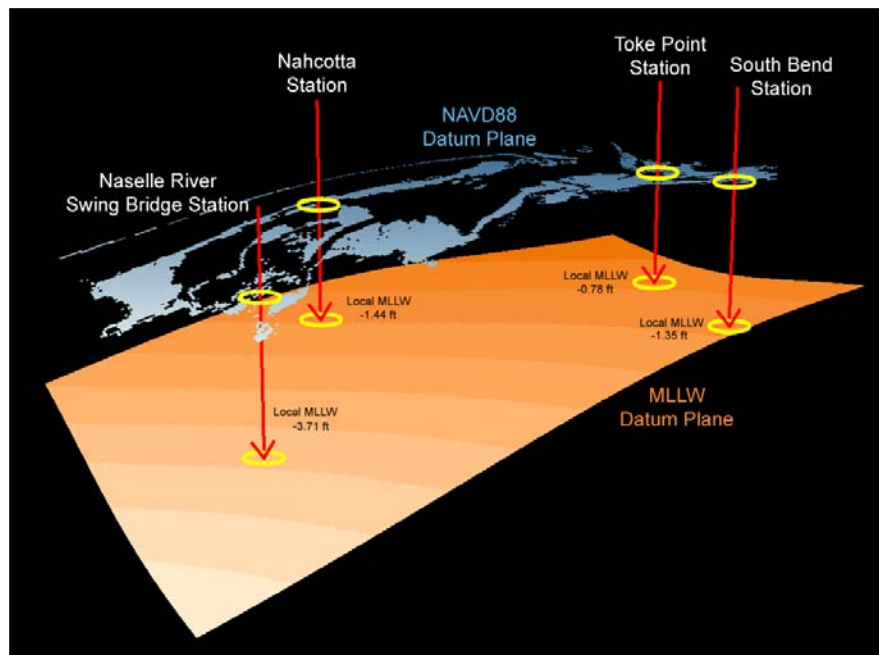 Nahcotta
Station
Toke Point
Station
South Bend
Station
NAVD88
Datum Plane
Naselle River
Swing Bridge Station
Local MLLW
-0.78 ft
Local MLLW
-1.44 ft
Local MLLW
-1.35 ft
MLLW
Datum Plane
Local MLLW
-3.71 ft